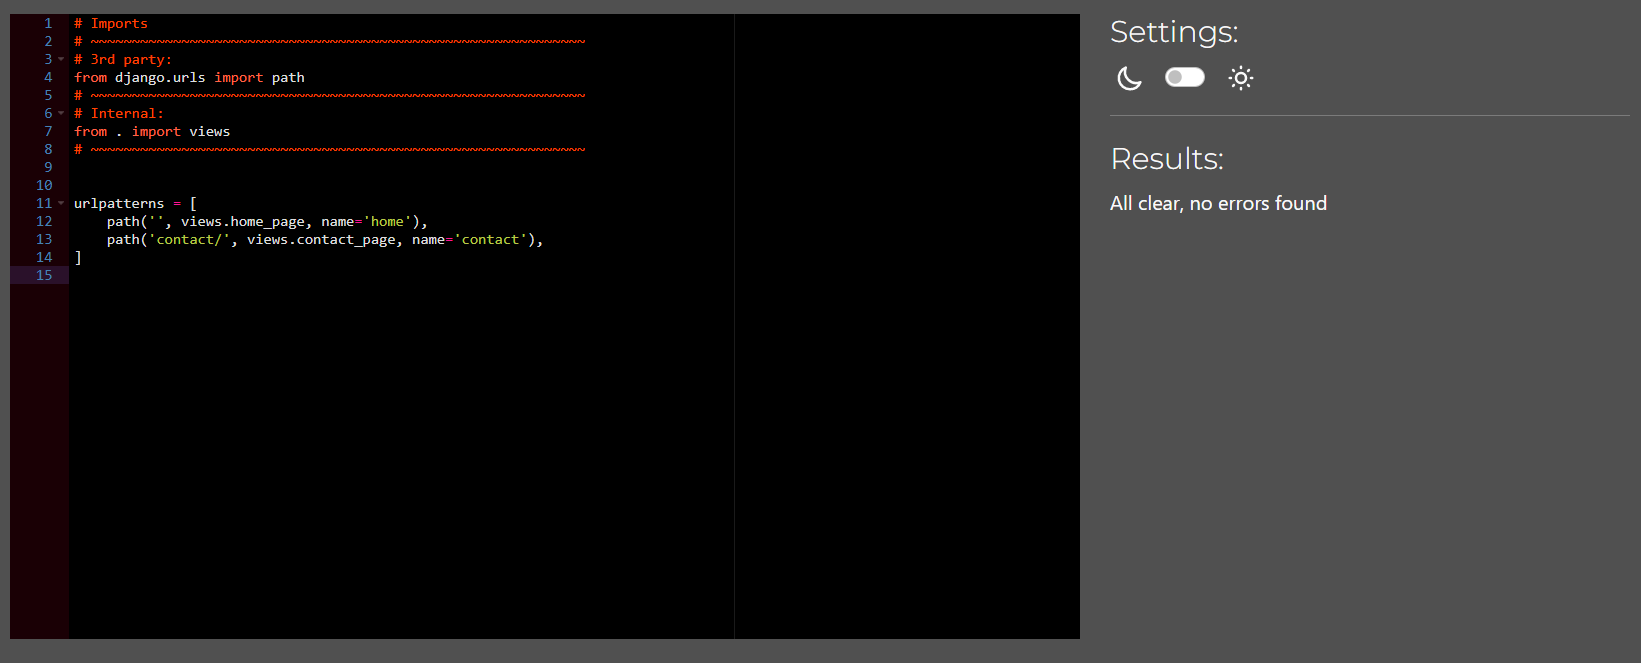 1 # Imports
2 # ~~~~~~~~~~~~~~~~~~~~~~~~~~~~~~~~~~~~~~~~~~~~~~~~~~~~~~~~~~~~
3 # 3rd party:
4 from django.urls import path
5 # ~~~~~~~~~~~~~~~~~~~~~~~~~~~~~~~~~~~~~~~~~~~~~~~~~~~~~~~~~~~~
6 # Internal:
7 from . import views
8 # ~~~~~~~~~~~~~~~~~~~~~~~~~~~~~~~~~~~~~~~~~~~~~~~~~~~~~~~~~~~~
9
10
11 urlpatterns = [
12     path('', views.home_page, name='home'),
13     path('contact/', views.contact_page, name='contact'),
14 ]
15
Settings:
Results:
All clear, no errors found